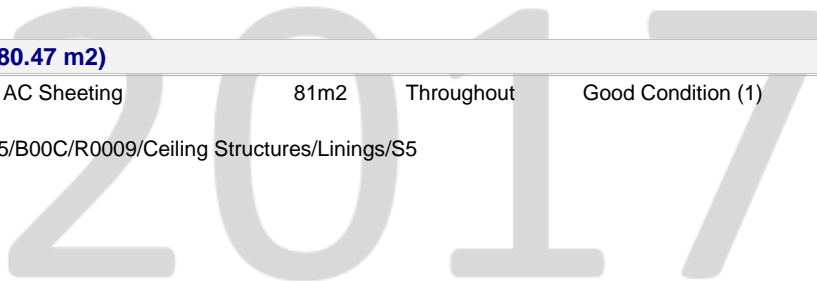 2017
80.47 m2)
AC Sheeting 81m2 Throughout Good Condition (1)
5/B00C/R0009/Ceiling Structures/Linings/S5